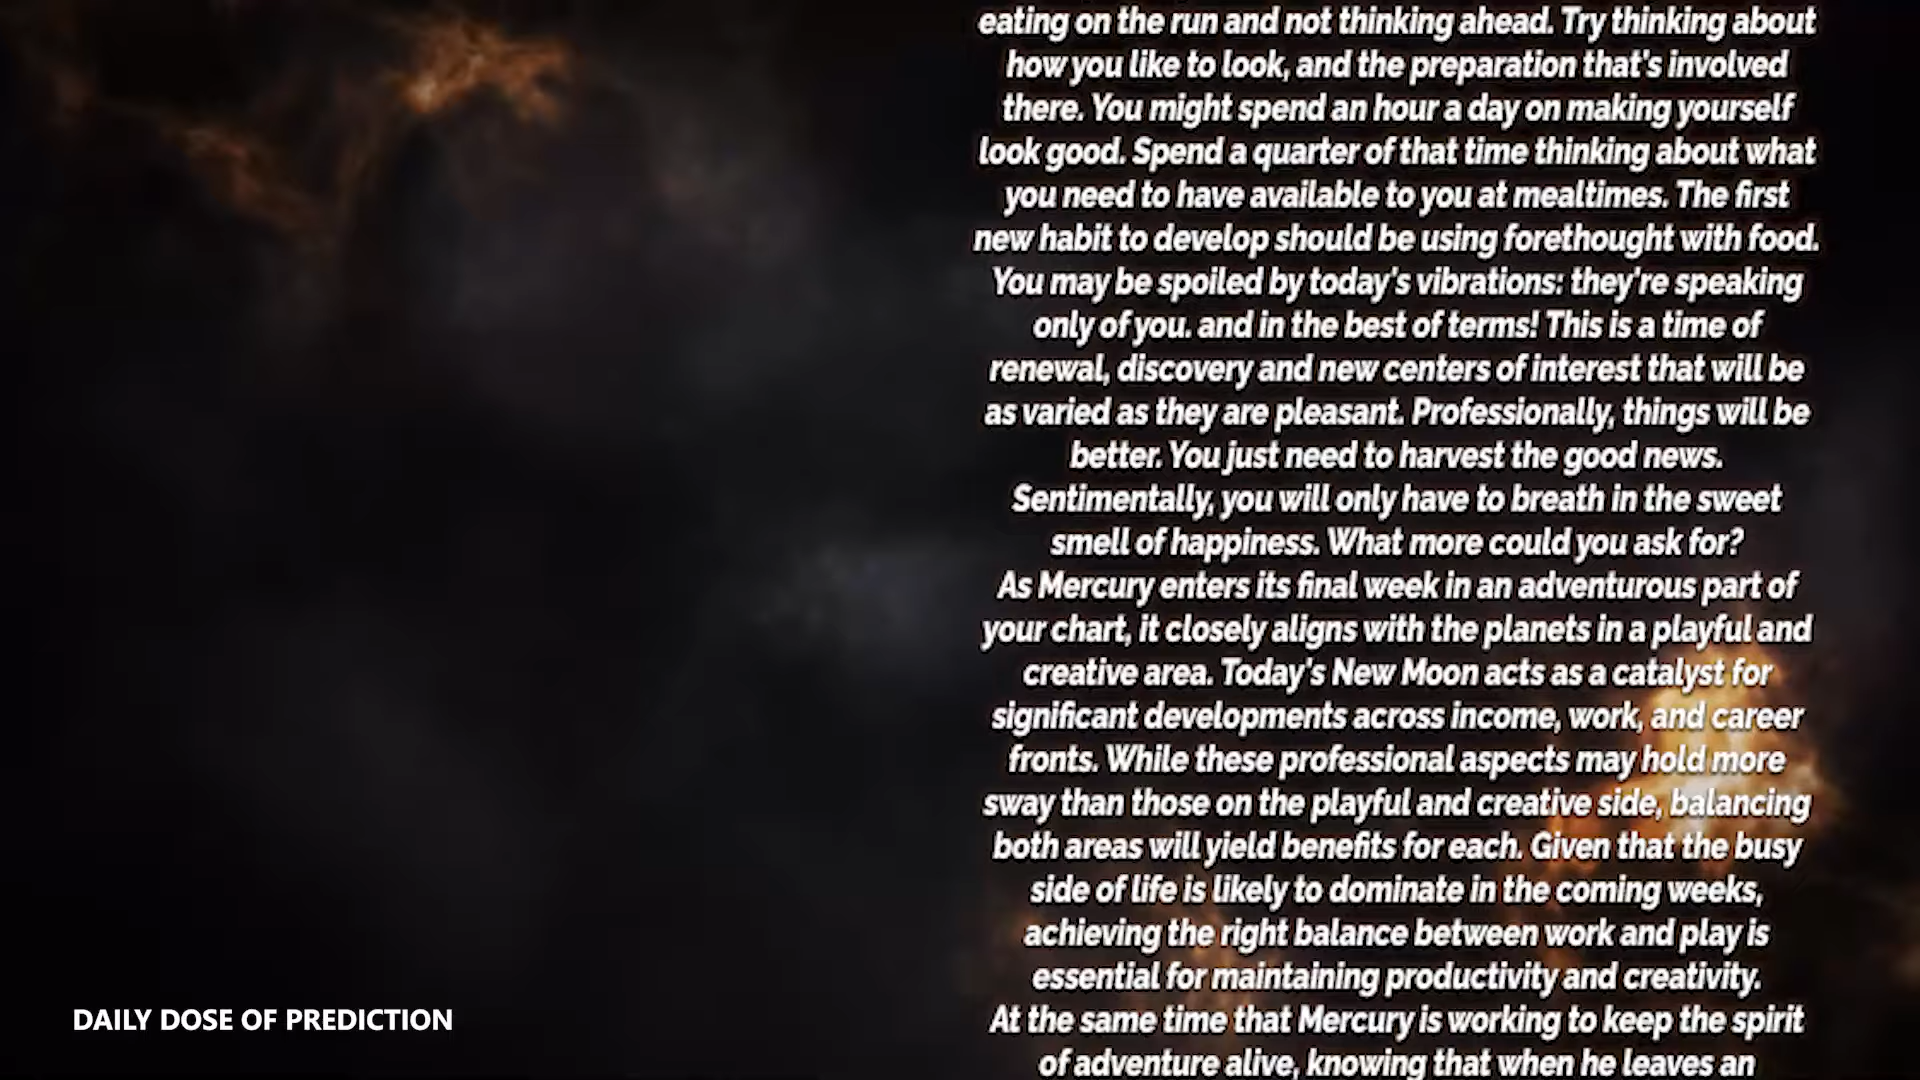 eating on the run and not thinking ahead. Try thinking about
how you like to look, and the preparation that's involved
there. You might spend an hour a day on making yourself
look good. Spend a quarter of that time thinking about what
you need to have available to you at mealtimes. The first
new habit to develop should be using forethought with food.
You may be spoiled by today's vibrations: they're speaking
only of you. and in the best of terms! This is a time of
renewal, discovery and new centers of interest that will be
as varied as they are pleasant. Professionally, things will be
better. You just need to harvest the good news.
Sentimentally, you will only have to breath in the sweet
smell of happiness. What more could you ask for?
As Mercury enters its final week in an adventurous part of
your chart, it closely aligns with the planets in a playful and
creative area. Today's New Moon acts as a catalyst for
significant developments across income, work, and career
fronts. While these professional aspects may hold more
sway than those on the playful and creative side, balancing
both areas will yield benefits for each. Given that the busy
side of life is likely to dominate in the coming weeks,
achieving the right balance between work and play is
essential for maintaining productivity and creativity.
At the same time that Mercury is working to keep the spirit
of adventure alive, knowing that when he leaves an
DAILY DOSE OF PREDICTION